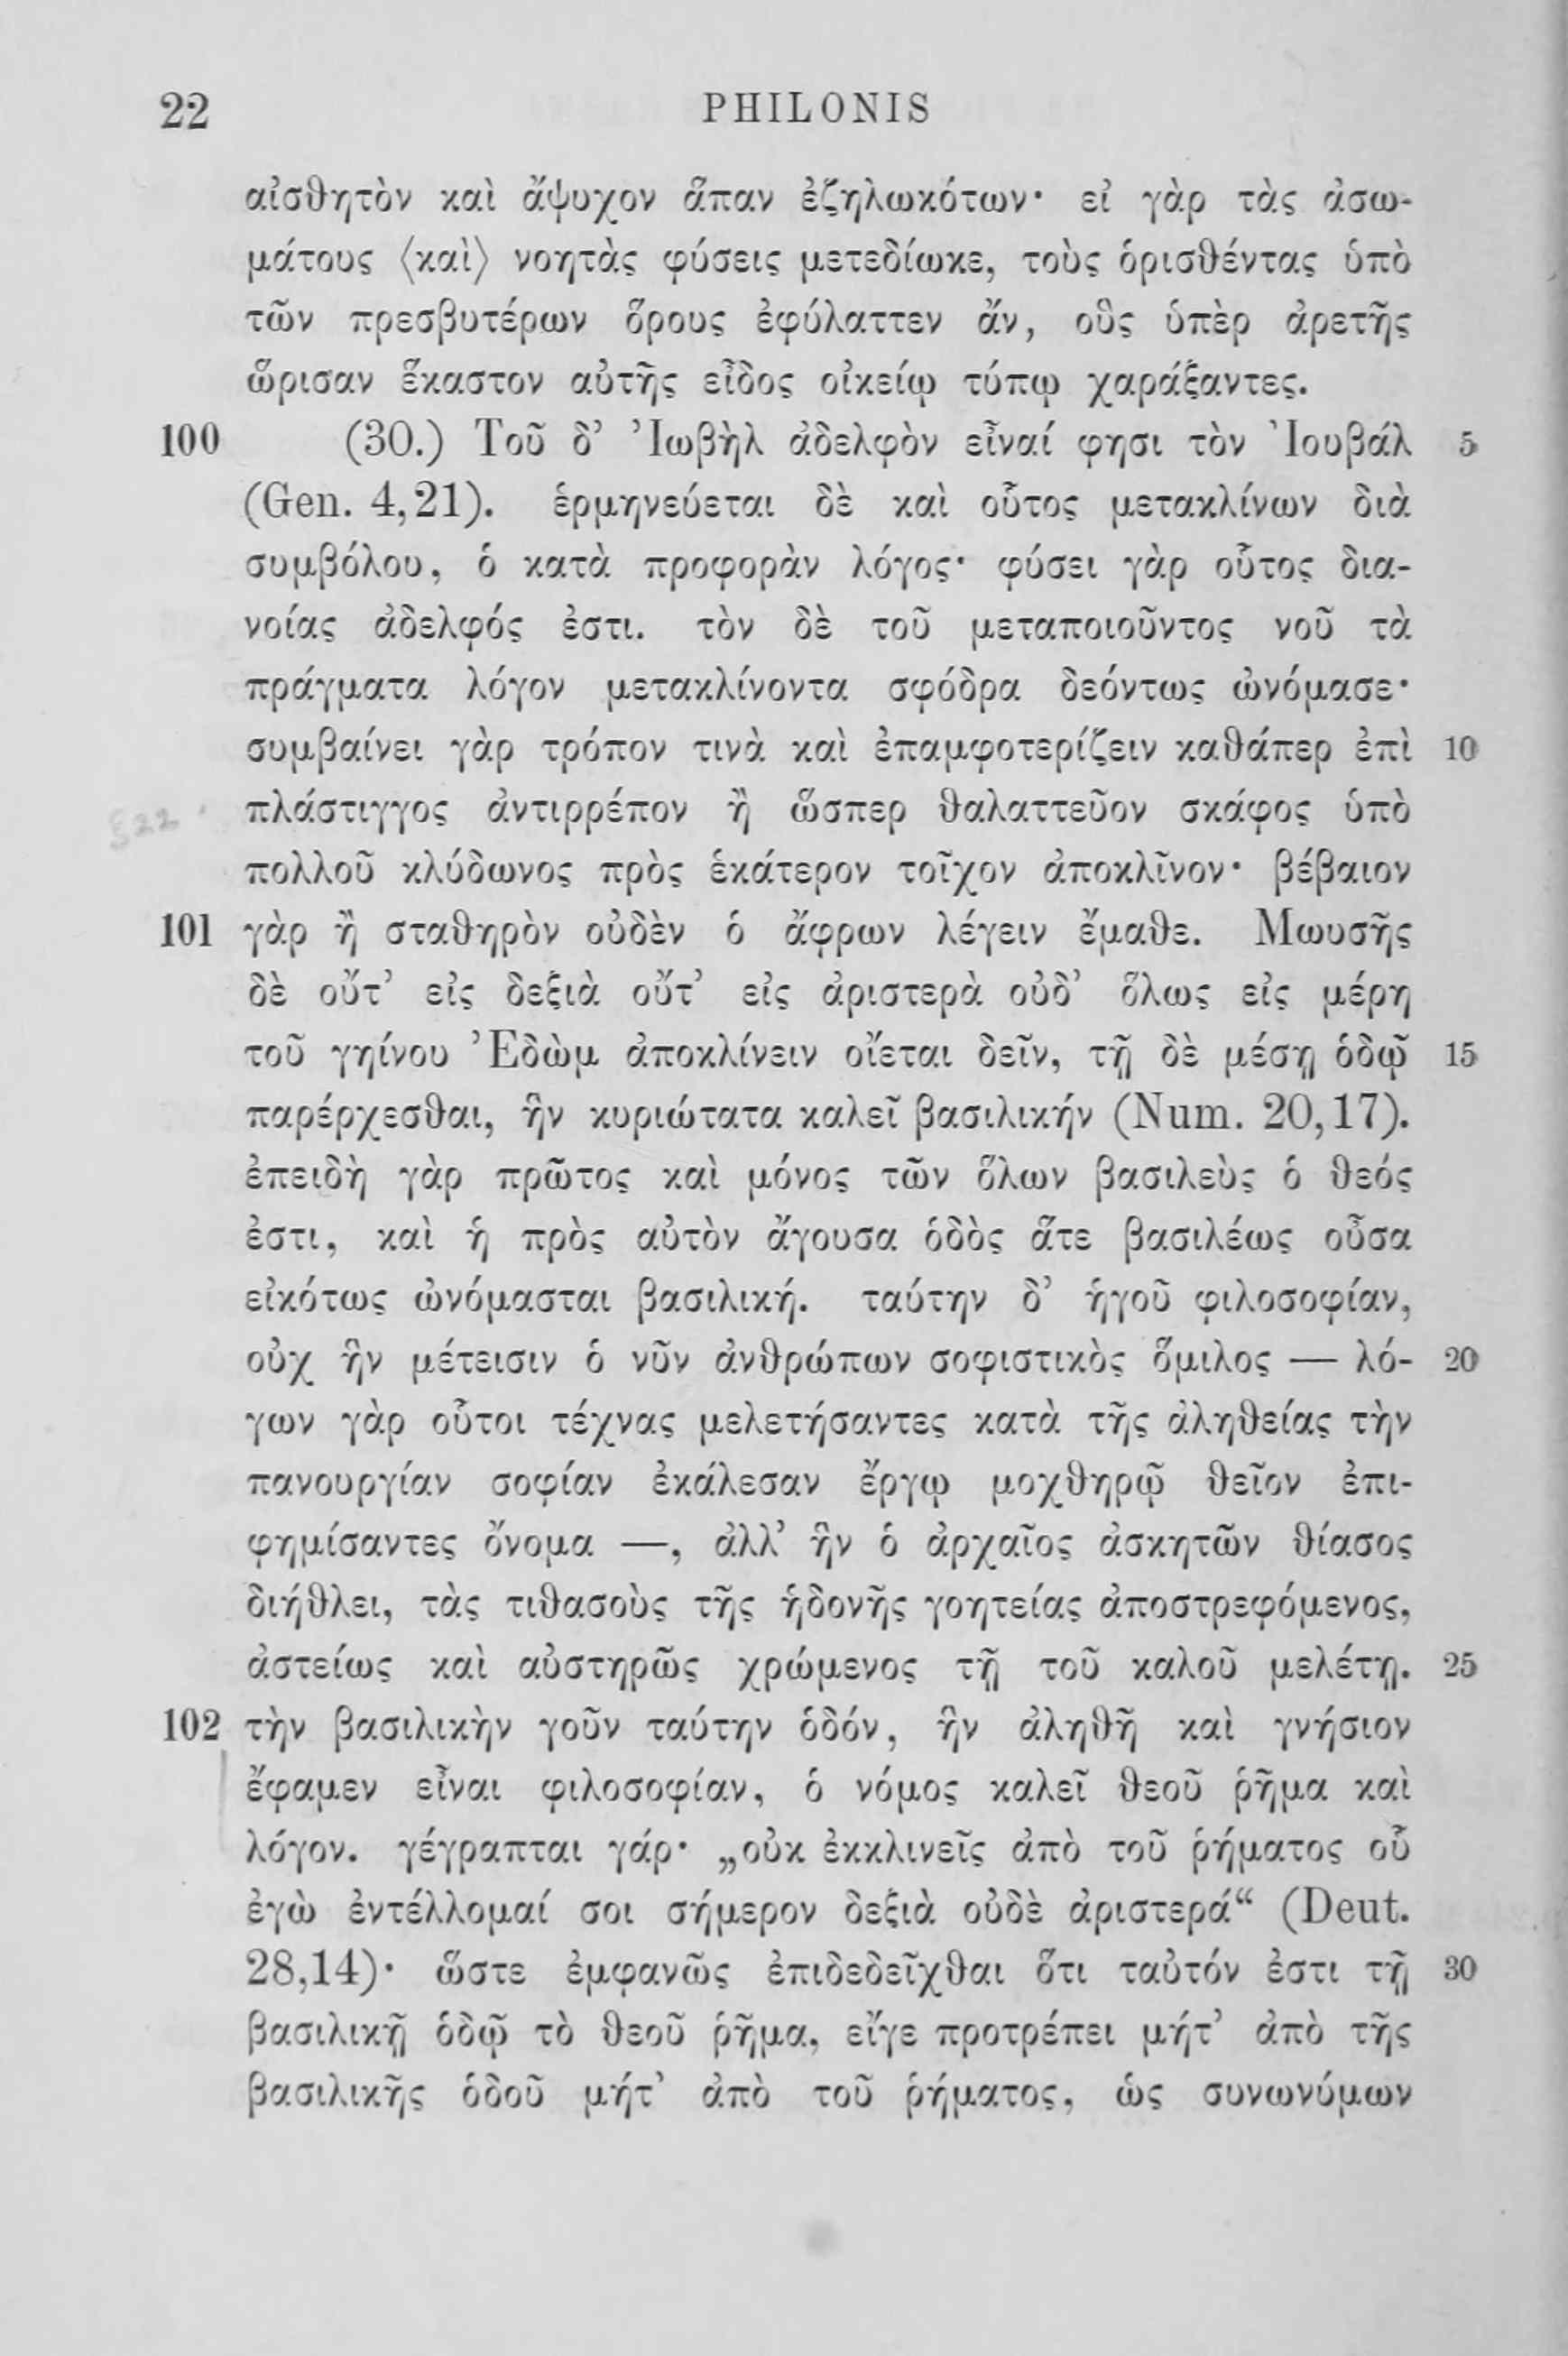 22 PHILONIS
αἰσθητὸν καὶ ἄψυχον ἅπαν ἐζηλωκότων· εἰ γὰρ τὰς ἀσω-
μάτους ⟨καὶ⟩ νοητὰς φύσεις μετεδίωκε, τοὺς ὁρισθέντας ὑπὸ
τῶν πρεσβυτέρων ὅρους ἐφύλαττεν ἄν, οὓς ὑπὲρ ἀρετῆς
ὥρισαν ἕκαστον αὐτῆς εἶδος οἰκείῳ τύπῳ χαράξαντες.
100 (30.) Τοῦ δ’ Ἰωβὴλ ἀδελφὸν εἶναί φησι τὸν Ἰουβάλ 5
(Gen. 4,21). ἑρμηνεύεται δὲ καὶ οὗτος μετακλίνων διὰ
συμβόλου, ὁ κατὰ προφορὰν λόγος· φύσει γὰρ οὗτος δια-
νοίας ἀδελφός ἐστι. τὸν δὲ τοῦ μεταποιοῦντος νοῦ τὰ
πράγματα λόγον μετακλίνοντα σφόδρα δεόντως ὠνόμασε·
συμβαίνει γὰρ τρόπον τινὰ καὶ ἐπαμφοτερίζειν καθάπερ ἐπὶ 10
§22 πλάστιγγος ἀντιρρέπον ἢ ὥσπερ θαλαττεῦον σκάφος ὑπὸ
πολλοῦ κλύδωνος πρὸς ἑκάτερον τοῖχον ἀποκλῖνον· βέβαιον
101 γὰρ ἢ σταθηρὸν οὐδὲν ὁ ἄφρων λέγειν ἔμαθε. Μωυσῆς
δὲ οὔτ’ εἰς δεξιὰ οὔτ’ εἰς ἀριστερὰ οὐδ’ ὅλως εἰς μέρη
τοῦ γηίνου Ἐδὼμ ἀποκλίνειν οἴεται δεῖν, τῇ δὲ μέσῃ ὁδῷ 15
παρέρχεσθαι, ἣν κυριώτατα καλεῖ βασιλικήν (Num. 20,17).
ἐπειδὴ γὰρ πρῶτος καὶ μόνος τῶν ὅλων βασιλεὺς ὁ θεός
ἐστι, καὶ ἡ πρὸς αὐτὸν ἄγουσα ὁδὸς ἅτε βασιλέως οὖσα
εἰκότως ὠνόμασται βασιλική. ταύτην δ’ ἡγοῦ φιλοσοφίαν,
οὐχ ἣν μέτεισιν ὁ νῦν ἀνθρώπων σοφιστικὸς ὅμιλος — λό- 20
γων γὰρ οὗτοι τέχνας μελετήσαντες κατὰ τῆς ἀληθείας τὴν
πανουργίαν σοφίαν ἐκάλεσαν ἔργῳ μοχθηρῷ θεῖον ἐπι-
φημίσαντες ὄνομα —, ἀλλ’ ἣν ὁ ἀρχαῖος ἀσκητῶν θίασος
διήθλει, τὰς τιθασοὺς τῆς ἡδονῆς γοητείας ἀποστρεφόμενος,
ἀστείως καὶ αὐστηρῶς χρώμενος τῇ τοῦ καλοῦ μελέτῃ. 25
102 τὴν βασιλικὴν γοῦν ταύτην ὁδόν, ἣν ἀληθῆ καὶ γνήσιον
ἔφαμεν εἶναι φιλοσοφίαν, ὁ νόμος καλεῖ θεοῦ ῥῆμα καὶ
λόγον. γέγραπται γάρ· „οὐκ ἐκκλινεῖς ἀπὸ τοῦ ῥήματος οὗ
ἐγὼ ἐντέλλομαί σοι σήμερον δεξιὰ οὐδὲ ἀριστερά“ (Deut.
28,14)· ὥστε ἐμφανῶς ἐπιδεδεῖχθαι ὅτι ταὐτόν ἐστι τῇ 30
βασιλικῇ ὁδῷ τὸ θεοῦ ῥῆμα, εἴγε προτρέπει μήτ’ ἀπὸ τῆς
βασιλικῆς ὁδοῦ μήτ’ ἀπὸ τοῦ ῥήματος, ὡς συνωνύμων